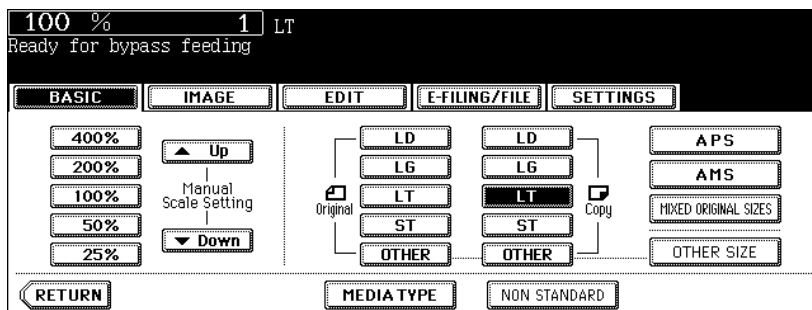 100 % 1 LT
Ready for bypass feeding
BASIC IMAGE EDIT E-FILING/FILE SETTINGS
400%
200%
100%
50%
25%
Up
Manual
Scale Setting
Down
Original
LD
LG
LT
ST
OTHER
LD
LG
LT
ST
OTHER
Copy
APS
AMS
MIXED ORIGINAL SIZES
OTHER SIZE
RETURN MEDIA TYPE NON STANDARD